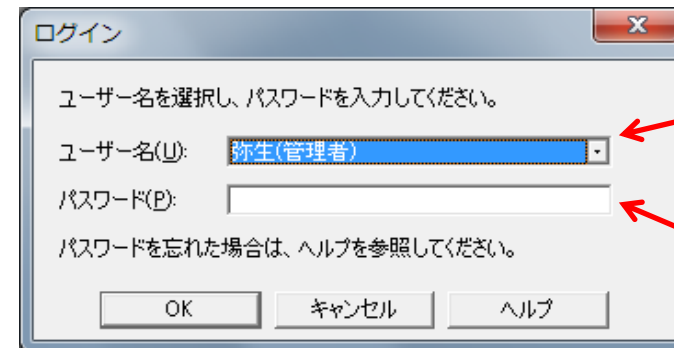 ログイン
ユーザー名を選択し、パスワードを入力してください。
ユーザー名(U): 弥生(管理者)
パスワード(P):
パスワードを忘れた場合は、ヘルプを参照してください。
OK キャンセル ヘルプ